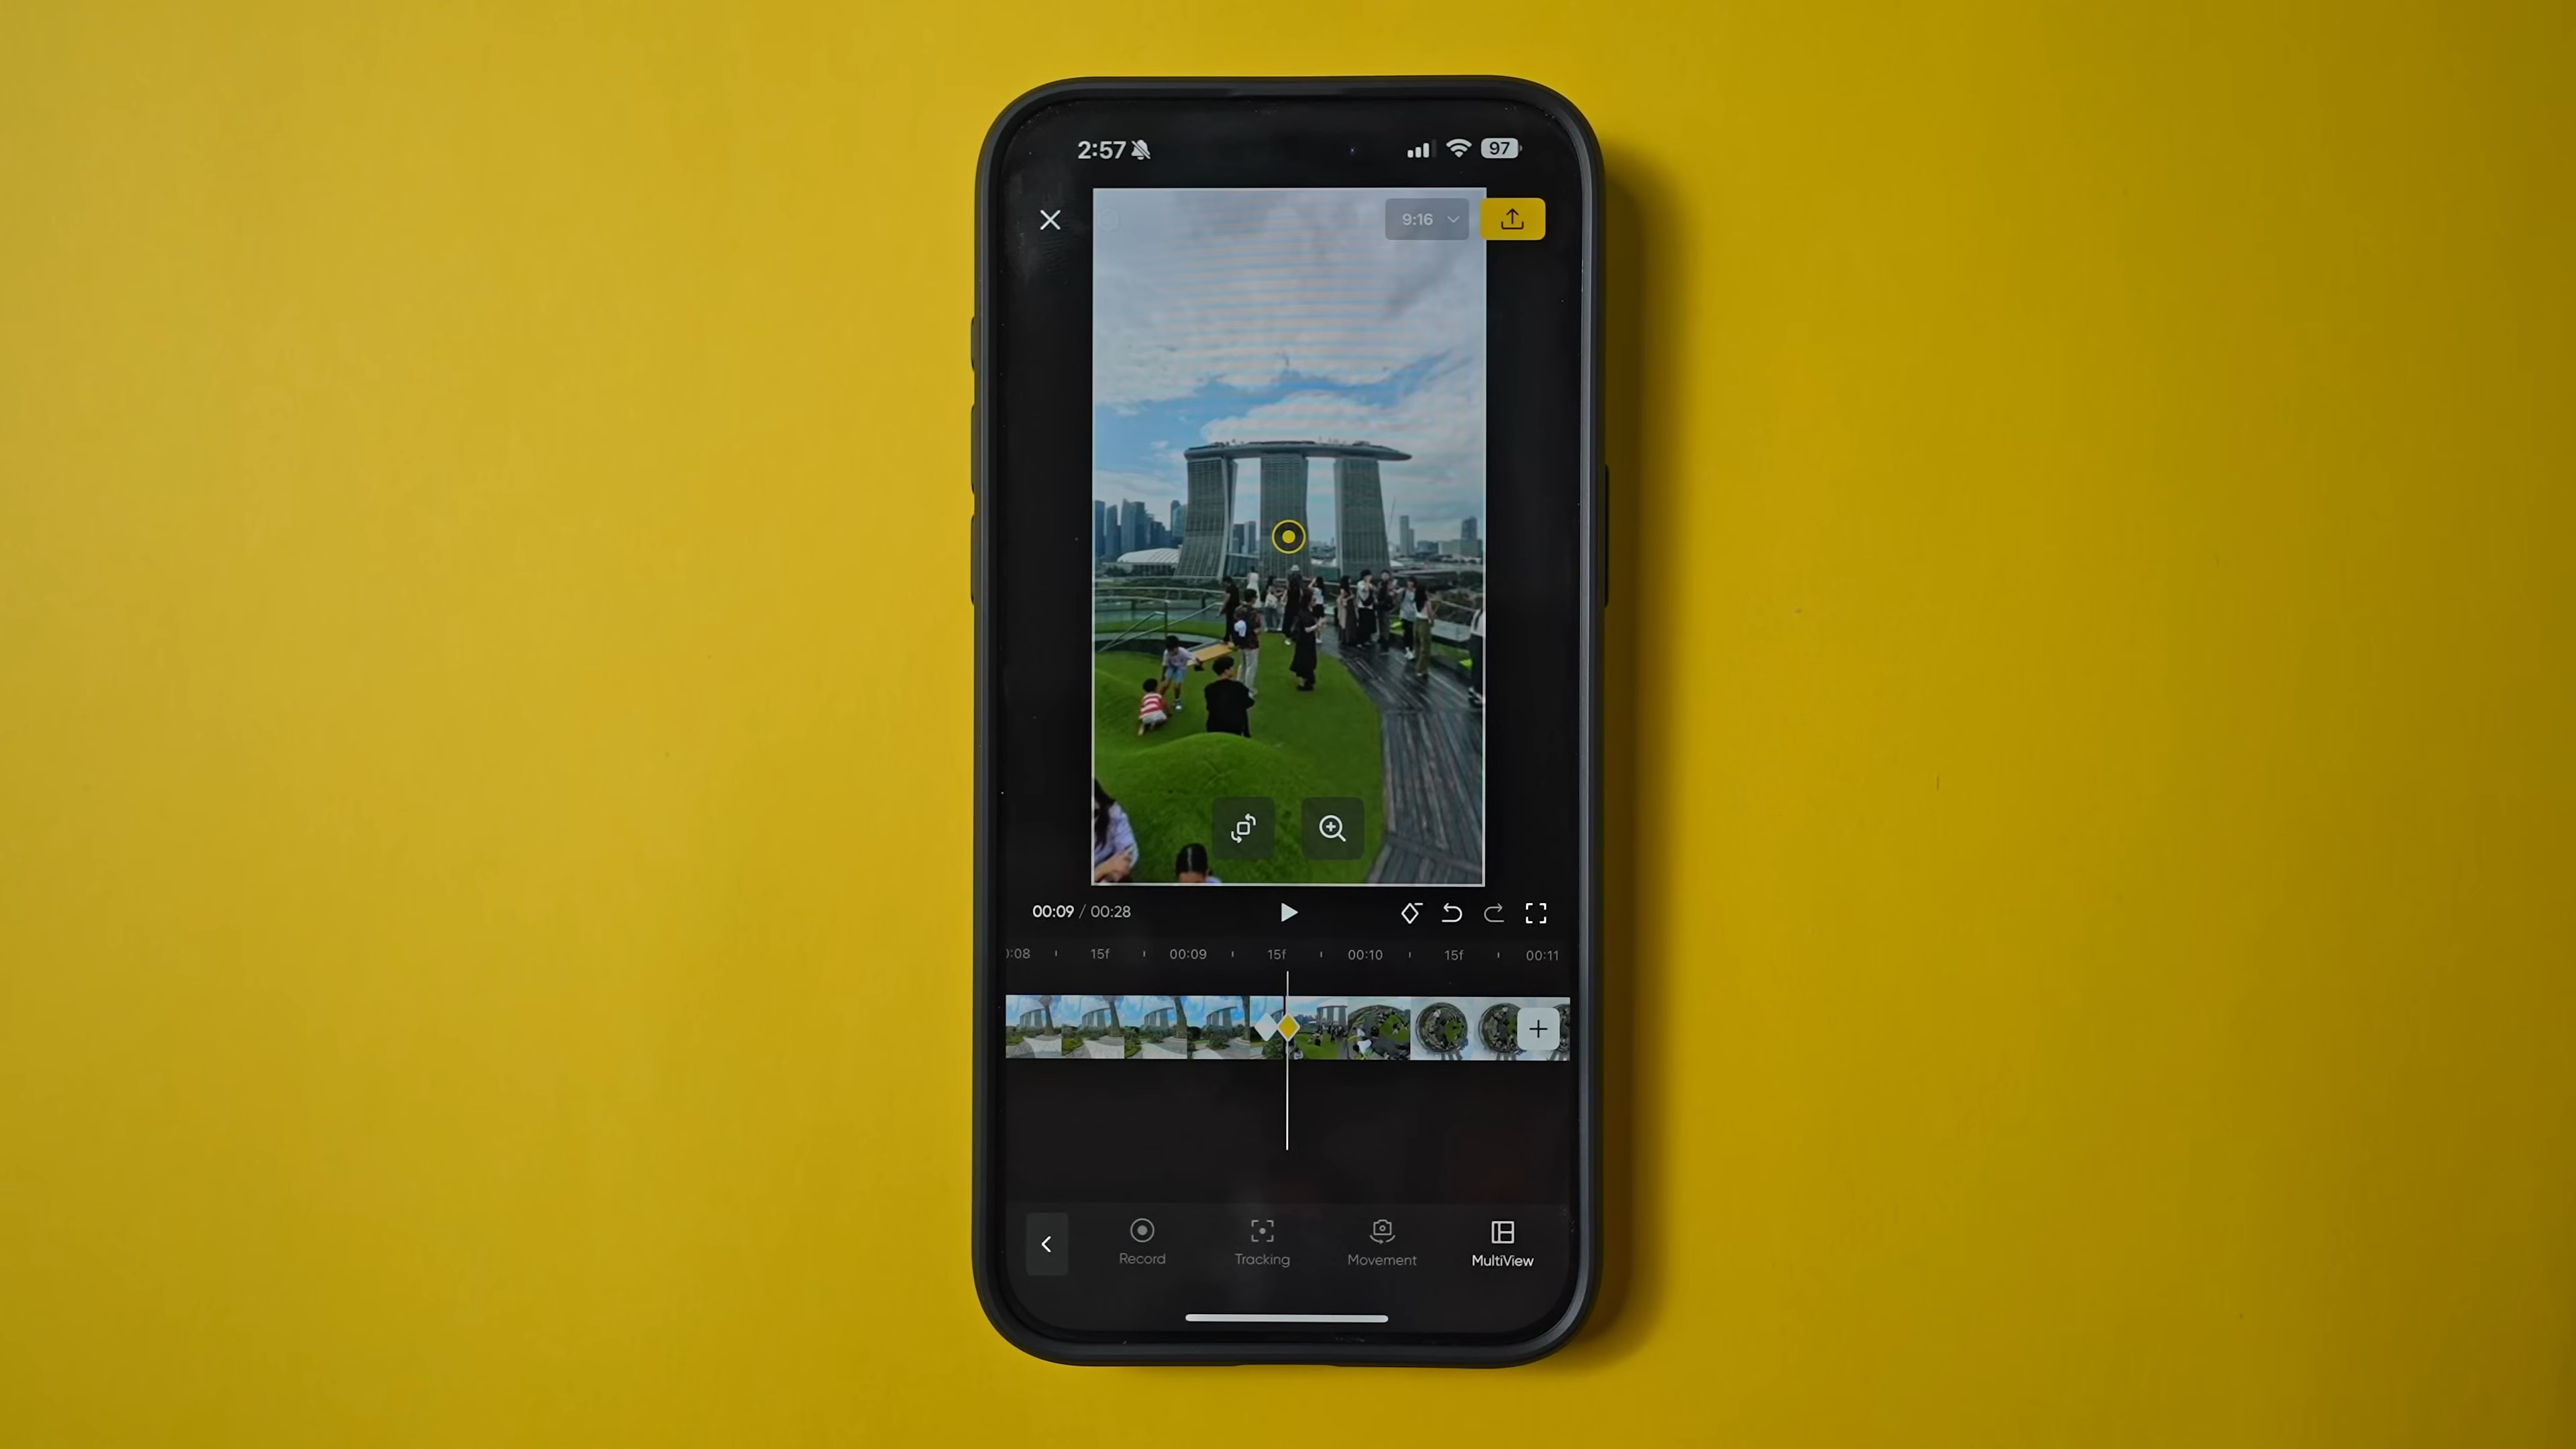 2:57 97
9:16
00:09 / 00:28
0:08 15f 00:09 15f 00:10 15f 00:11
Record Tracking Movement MultiView